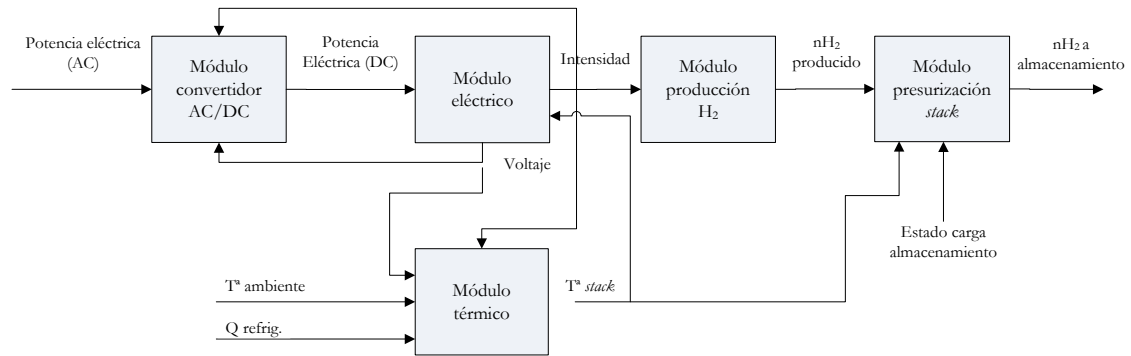 Potencia eléctrica
(AC)
Módulo
convertidor
AC/DC
Potencia
Eléctrica (DC)
Módulo
eléctrico
Intensidad
Módulo
producción
H₂
nH₂
producido
Módulo
presurización
stack
nH₂ a
almacenamiento
Voltaje
Estado carga
almacenamiento
Tª ambiente
Q refrig.
Módulo
térmico
Tª stack